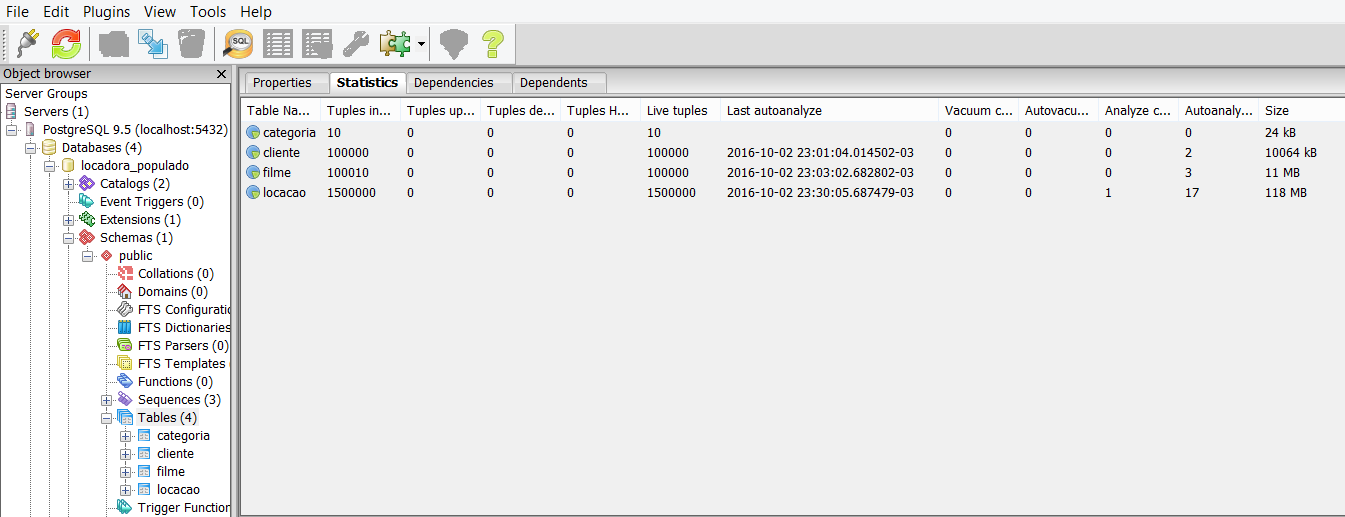 File Edit Plugins View Tools Help
SQL
Object browser
Server Groups
Servers (1)
PostgreSQL 9.5 (localhost:5432)
Databases (4)
locadora_populado
Catalogs (2)
Event Triggers (0)
Extensions (1)
Schemas (1)
public
Collations (0)
Domains (0)
FTS Configuratic
FTS Dictionaries
FTS Parsers (0)
FTS Templates (
Functions (0)
Sequences (3)
Tables (4)
categoria
cliente
filme
locacao
Trigger Function
Properties Statistics Dependencies Dependents
Table Na... Tuples in... Tuples up... Tuples de... Tuples H... Live tuples Last autoanalyze Vacuum c... Autovacu... Analyze c... Autoanaly... Size
categoria 10 0 0 0 10 0 0 0 0 24 kB
cliente 100000 0 0 0 100000 2016-10-02 23:01:04.014502-03 0 0 0 2 10064 kB
filme 100010 0 0 0 100000 2016-10-02 23:03:02.682802-03 0 0 0 3 11 MB
locacao 1500000 0 0 0 1500000 2016-10-02 23:30:05.687479-03 0 0 1 17 118 MB